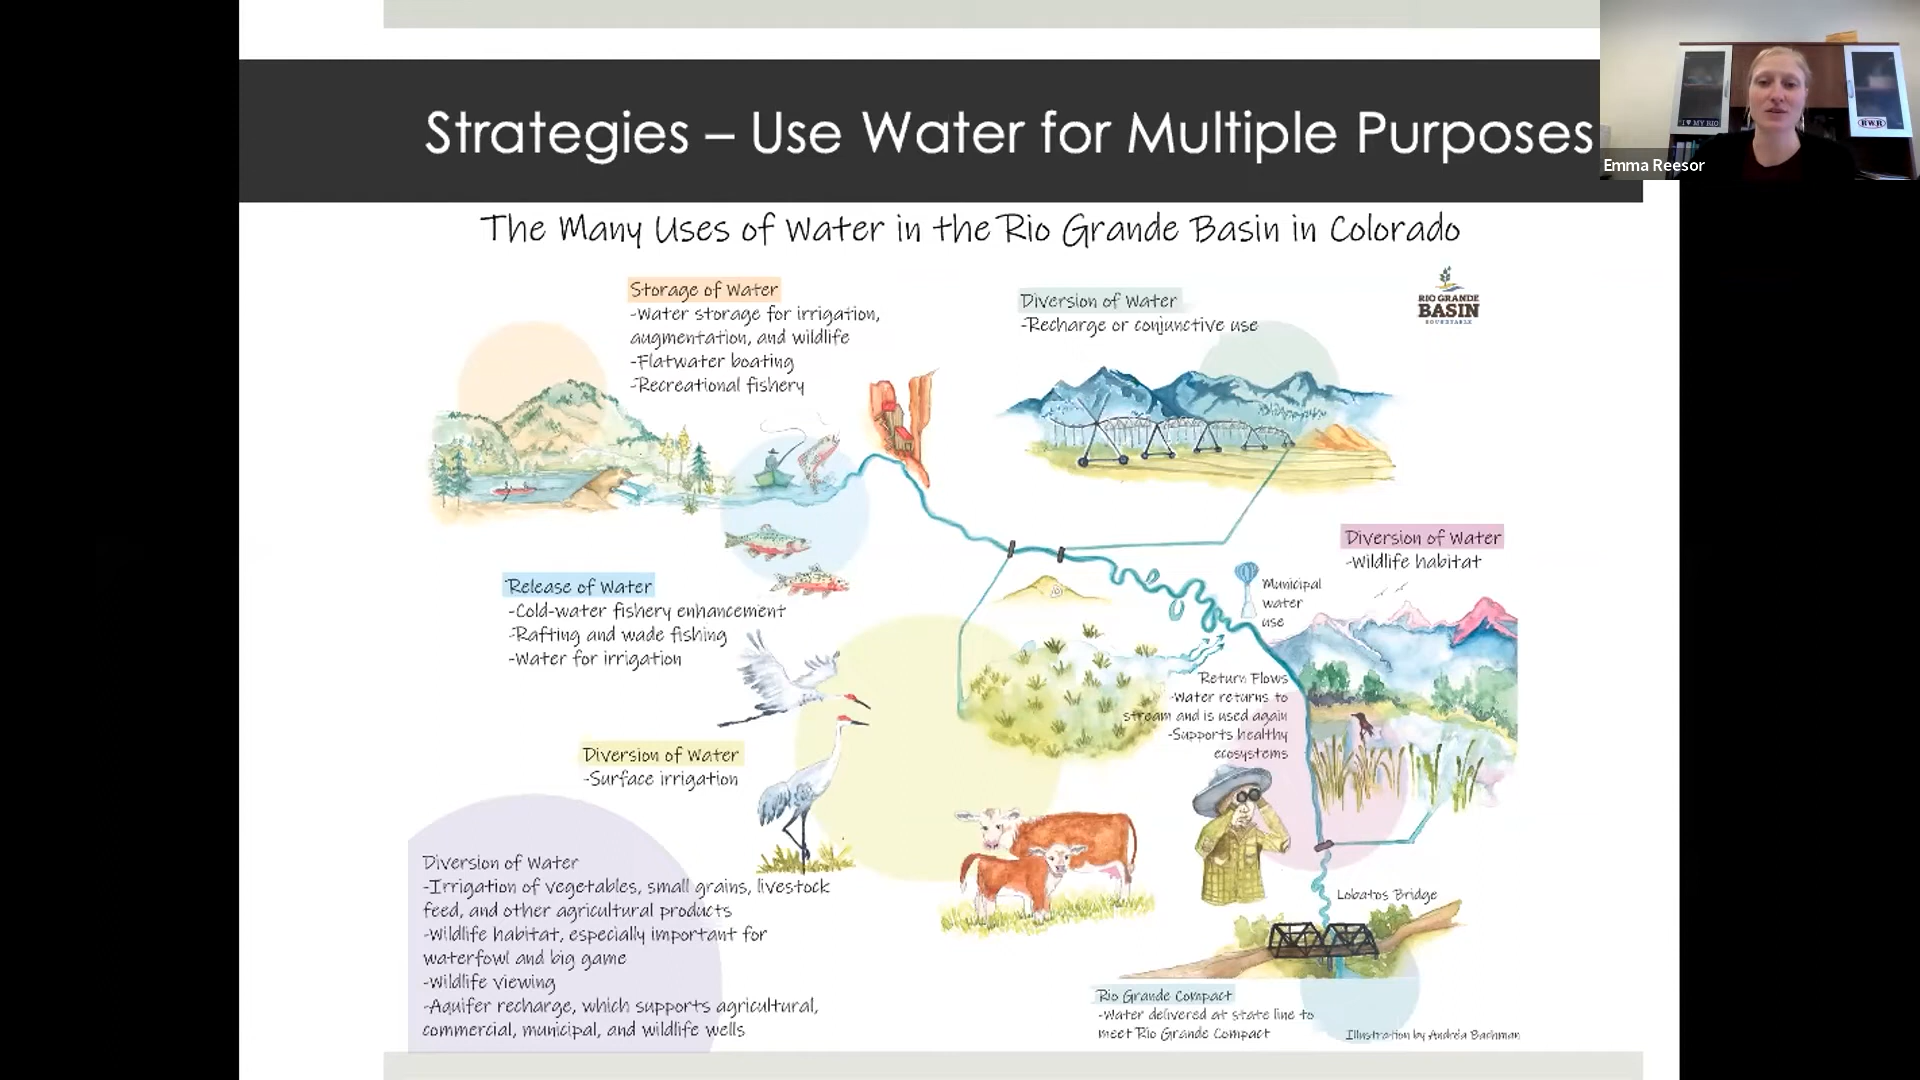 Strategies – Use Water for Multiple Purposes
Emma Reesor
I ♥ MY RIO
RWR
The Many Uses of Water in the Rio Grande Basin in Colorado
Storage of Water
-Water storage for irrigation,
augmentation, and wildlife
-Flatwater boating
-Recreational fishery
Diversion of Water
-Recharge or conjunctive use
RIO GRANDE
BASIN
ROUNDTABLE
Diversion of Water
-Wildlife habitat
Municipal
water
use
Release of Water
-Cold-water fishery enhancement
-Rafting and wade fishing
-Water for irrigation
Return Flows
-Water returns to
stream and is used again
-Supports healthy
ecosystems
Diversion of Water
-Surface irrigation
Diversion of Water
-Irrigation of vegetables, small grains, livestock
feed, and other agricultural products
-Wildlife habitat, especially important for
waterfowl and big game
-Wildlife viewing
-Aquifer recharge, which supports agricultural,
commercial, municipal, and wildlife wells
Lobatos Bridge
Rio Grande Compact
-Water delivered at state line to
meet Rio Grande Compact
Illustration by Andréa Bachman